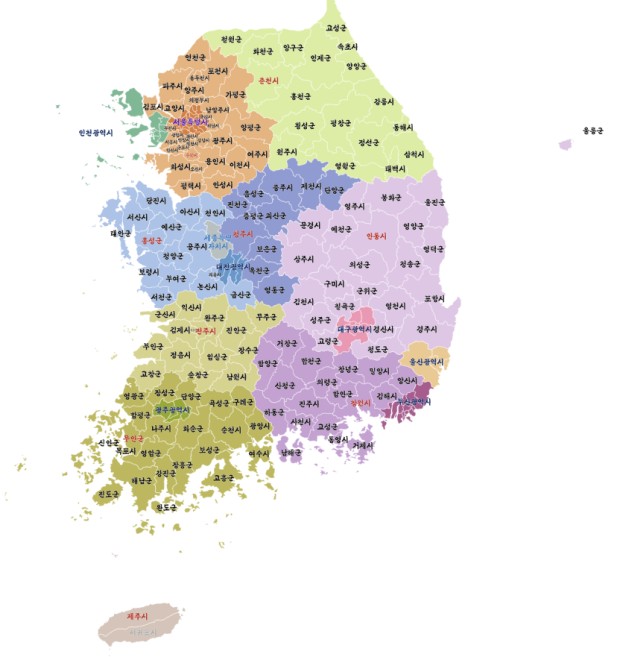 고성군
철원군
화천군
양구군
속초시
인제군
양양군
연천군
포천시
동두천시
춘천시
파주시
양주시
의정부시
가평군
홍천군
강릉시
김포시
고양시
남양주시
서울특별시
인천광역시
양평군
횡성군
평창군
동해시
울릉군
정선군
광주시
여주시
원주시
삼척시
화성시
용인시
이천시
영월군
태백시
평택시
안성시
음성군
충주시
제천시
단양군
당진시
진천군
봉화군
울진군
서산시
아산시
천안시
증평군
괴산군
영주시
태안군
예산군
문경시
예천군
영양군
홍성군
청주시
안동시
공주시
청양군
보은군
영덕군
상주시
의성군
청송군
보령시
부여군
대전광역시
옥천군
논산시
구미시
군위군
서천군
금산군
영동군
김천시
칠곡군
영천시
포항시
익산시
군산시
완주군
무주군
성주군
김제시
전주시
진안군
대구광역시
경산시
경주시
부안군
정읍시
임실군
장수군
거창군
고령군
청도군
고창군
순창군
남원시
함양군
합천군
창녕군
밀양시
울산광역시
영광군
장성군
담양군
산청군
의령군
양산시
함평군
광주광역시
곡성군
구례군
하동군
진주시
함안군
창원시
김해시
부산광역시
나주시
화순군
순천시
광양시
사천시
고성군
신안군
무안군
목포시
영암군
보성군
여수시
남해군
통영시
거제시
장흥군
강진군
해남군
고흥군
진도군
완도군
제주시